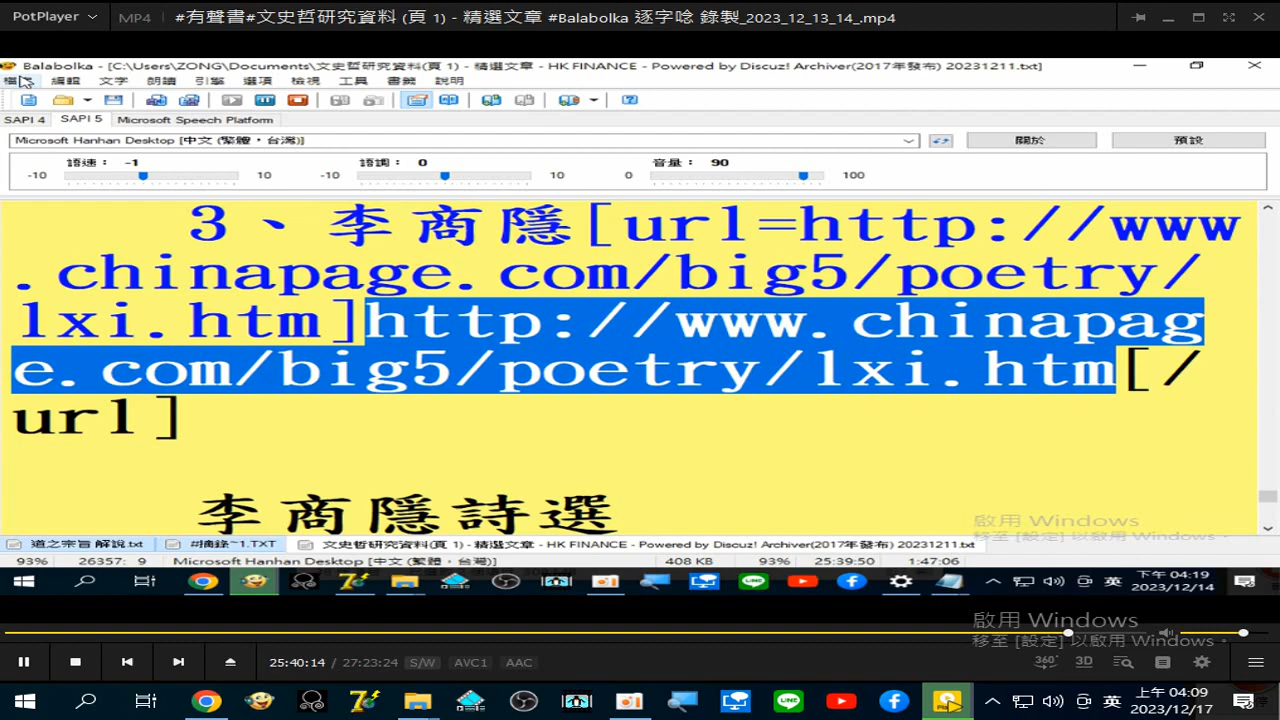 PotPlayer MP4 #有聲書#文史哲研究資料 (頁 1) - 精選文章 #Balabolka 逐字唸 錄製_2023_12_13_14_.mp4
Balabolka - [C:\Users\ZONG\Documents\文史哲研究資料(頁 1) - 精選文章 - HK FINANCE - Powered by Discuz! Archiver(2017年發布) 20231211.txt]
檔案 編輯 文字 朗讀 引擎 選項 檢視 工具 書籤 說明
SAPI 4 SAPI 5 Microsoft Speech Platform
Microsoft Hanhan Desktop [中文 (繁體，台灣)] 關於 預設
語速： -1 語調： 0 音量： 90
-10 10 -10 10 0 100
3、李商隱[url=http://www
.chinapage.com/big5/poetry/
lxi.htm]http://www.chinapag
e.com/big5/poetry/lxi.htm[/
url]
李商隱詩選
啟用 Windows
移至 [設定] 以啟用 Windows。
道之宗旨 解說.txt #摘錄~1.TXT 文史哲研究資料(頁 1) - 精選文章 - HK FINANCE - Powered by Discuz! Archiver(2017年發布) 20231211.txt
93% 26357: 9 Microsoft Hanhan Desktop [中文 (繁體，台灣)] 408 KB 93% 25:39:50 1:47:06
英 下午 04:19
2023/12/14
啟用 Windows
移至 [設定] 以啟用 Windows。
25:40:14 / 27:23:24 S/W AVC1 AAC 360° 3D
英 上午 04:09
2023/12/17